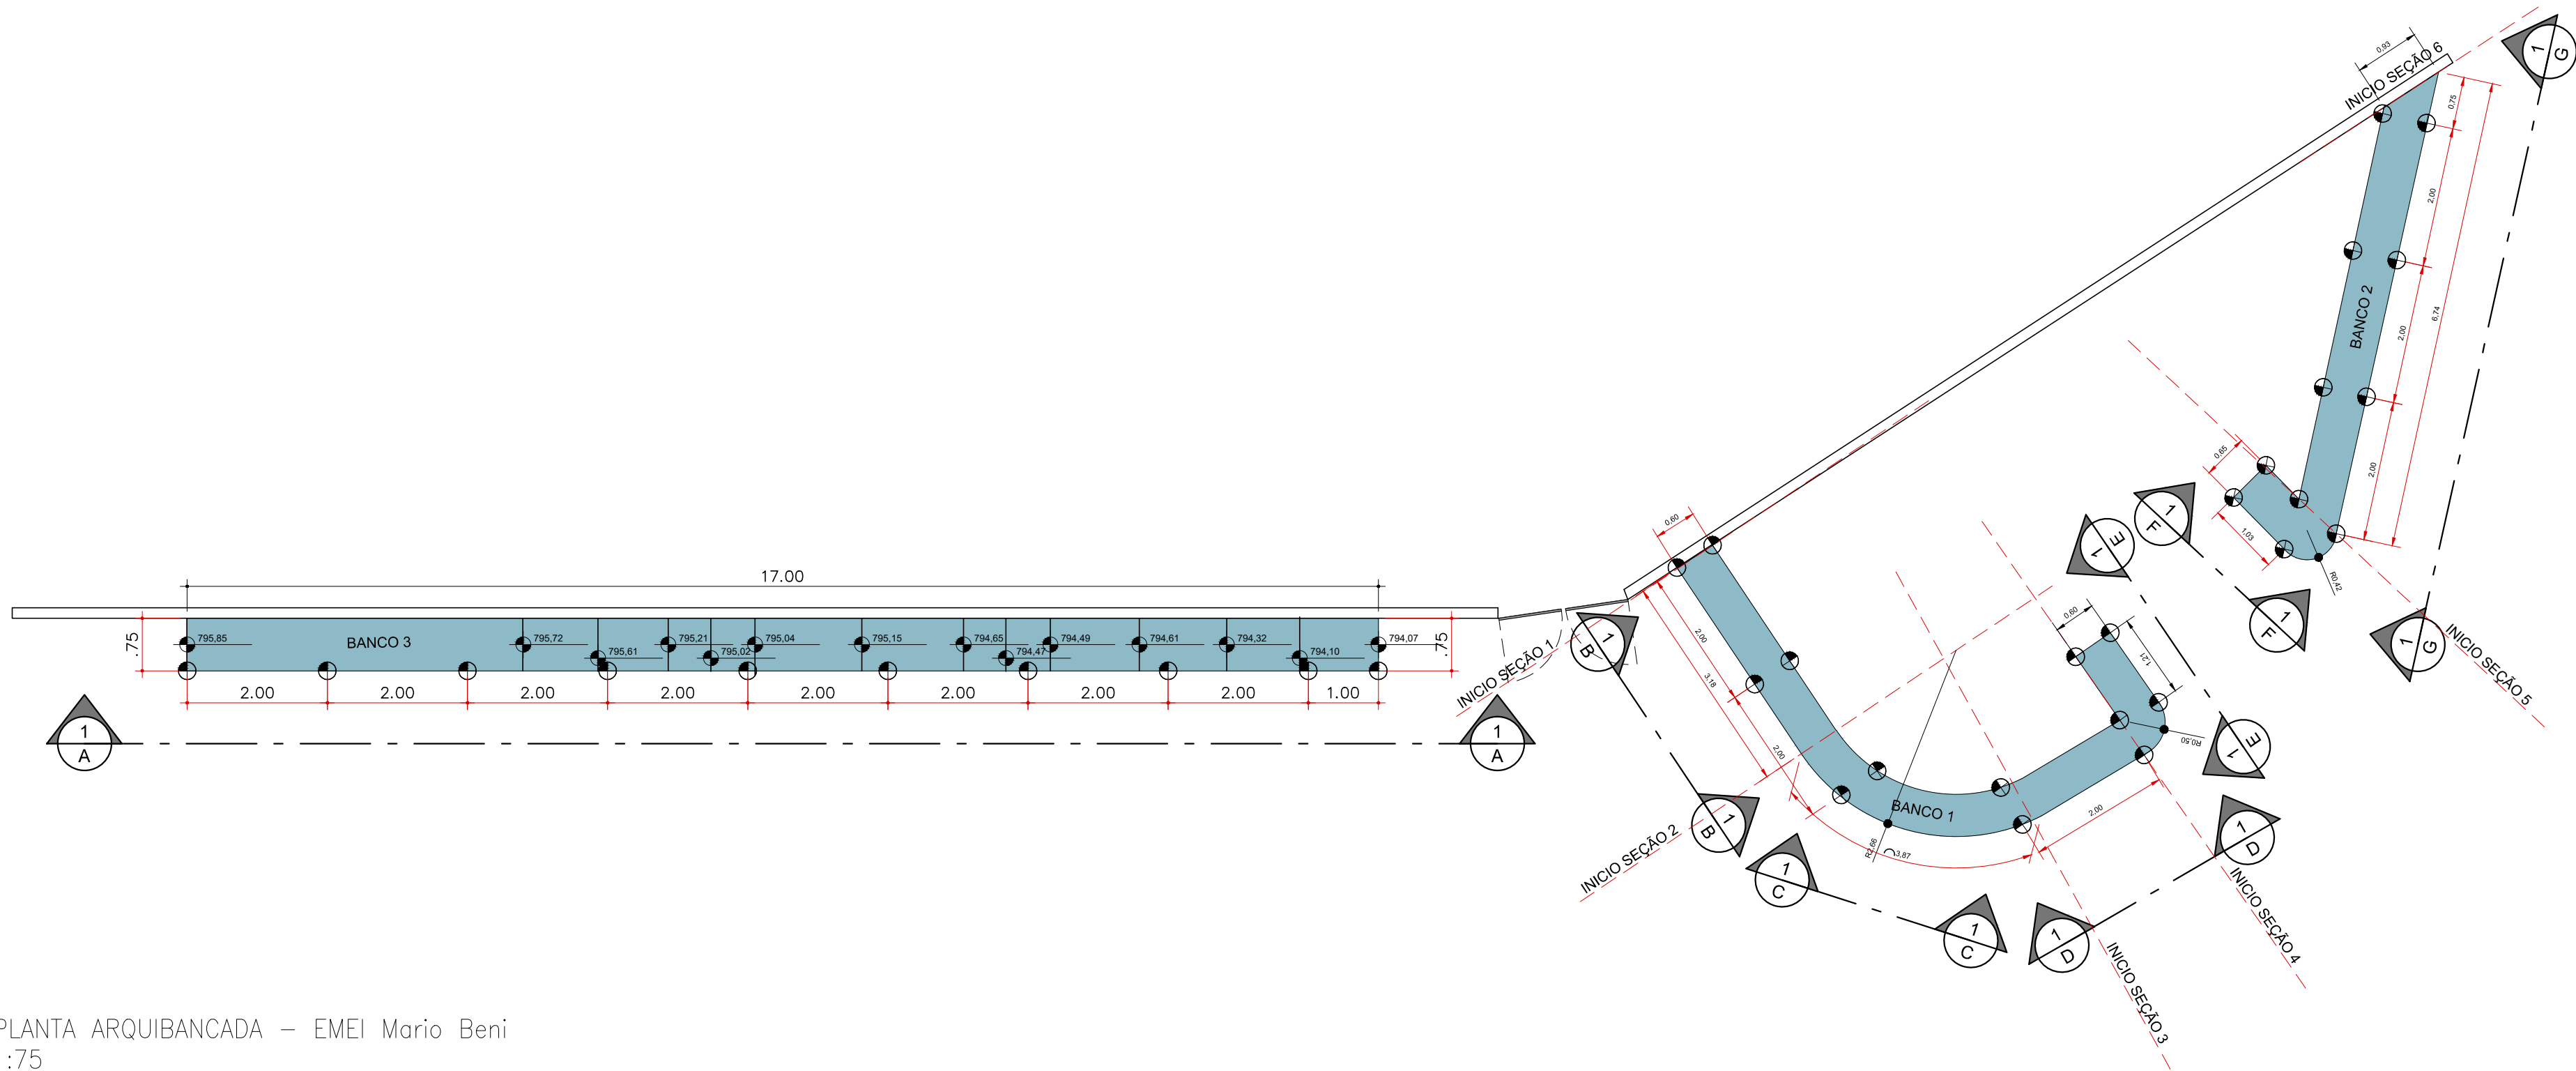 0,93
INICIO SEÇÃO 6
1
G
0,75
2,00
6,74
2,00
BANCO 2
2,00
0,65
1,03
R0,42
1
F
1
F
1
G
INICIO SEÇÃO 5
1
E
1
E
17.00
.75
BANCO 3
795,85
795,72
795,61
795,21
795,02
795,04
795,15
794,65
794,47
794,49
794,61
794,32
794,10
794,07
.75
2.00
2.00
2.00
2.00
2.00
2.00
2.00
2.00
1.00
1
A
1
A
INICIO SEÇÃO 1
0,60
2,00
3,18
2,00
1
B
1
B
INICIO SEÇÃO 2
BANCO 1
R2,66
3,87
0,60
1,21
R0,50
2,00
1
C
1
C
1
D
1
D
INICIO SEÇÃO 4
INICIO SEÇÃO 3
PLANTA ARQUIBANCADA – EMEI Mario Beni
:75